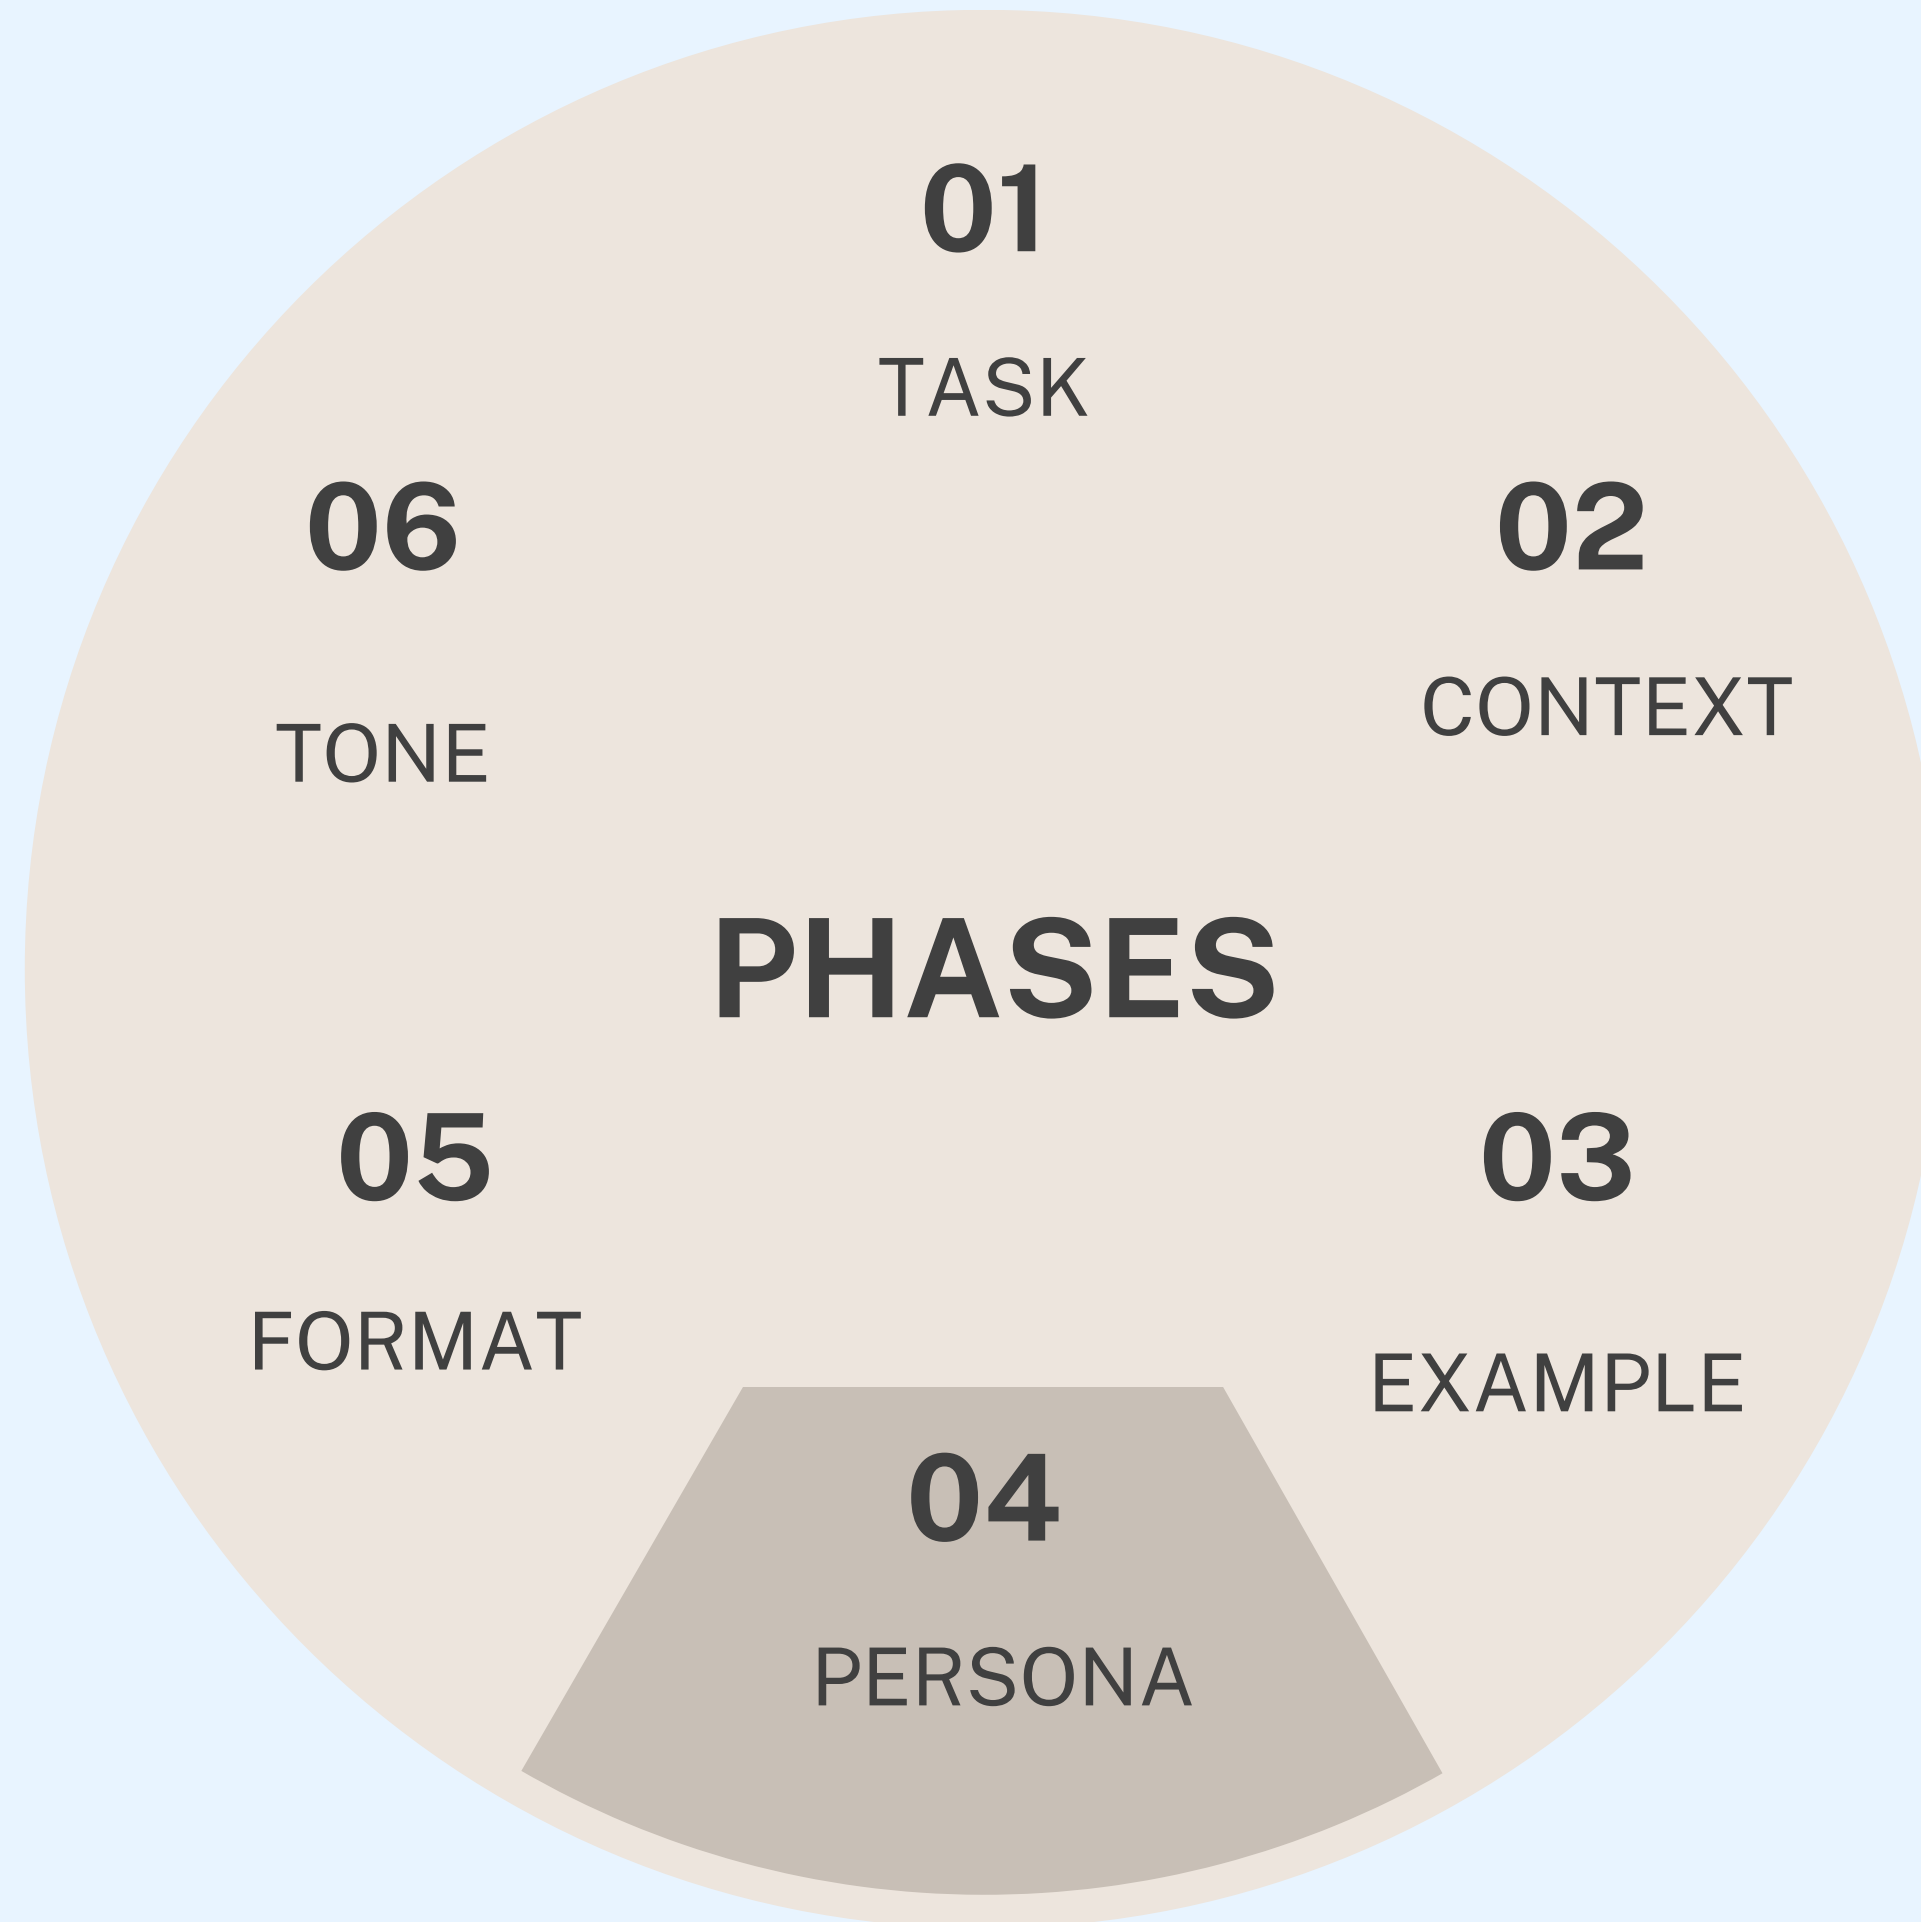 01
TASK
02
CONTEXT
03
EXAMPLE
04
PERSONA
05
FORMAT
06
TONE
PHASES